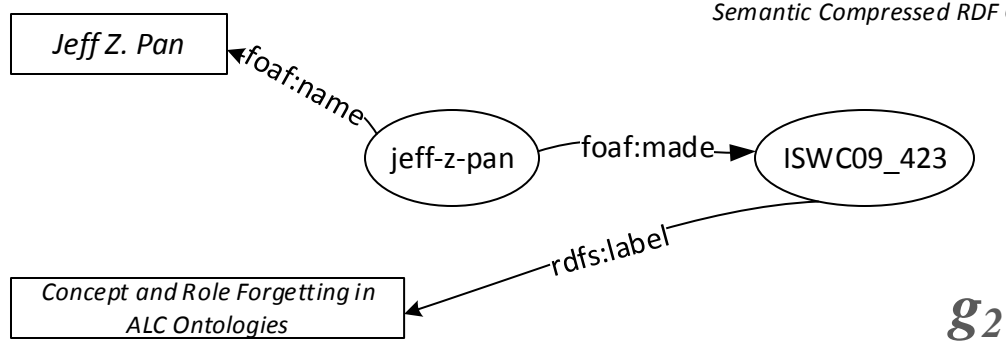 Semantic Compressed RDF
Jeff Z. Pan
foaf:name
jeff-z-pan
foaf:made
ISWC09_423
rdfs:label
Concept and Role Forgetting in
ALC Ontologies
g2